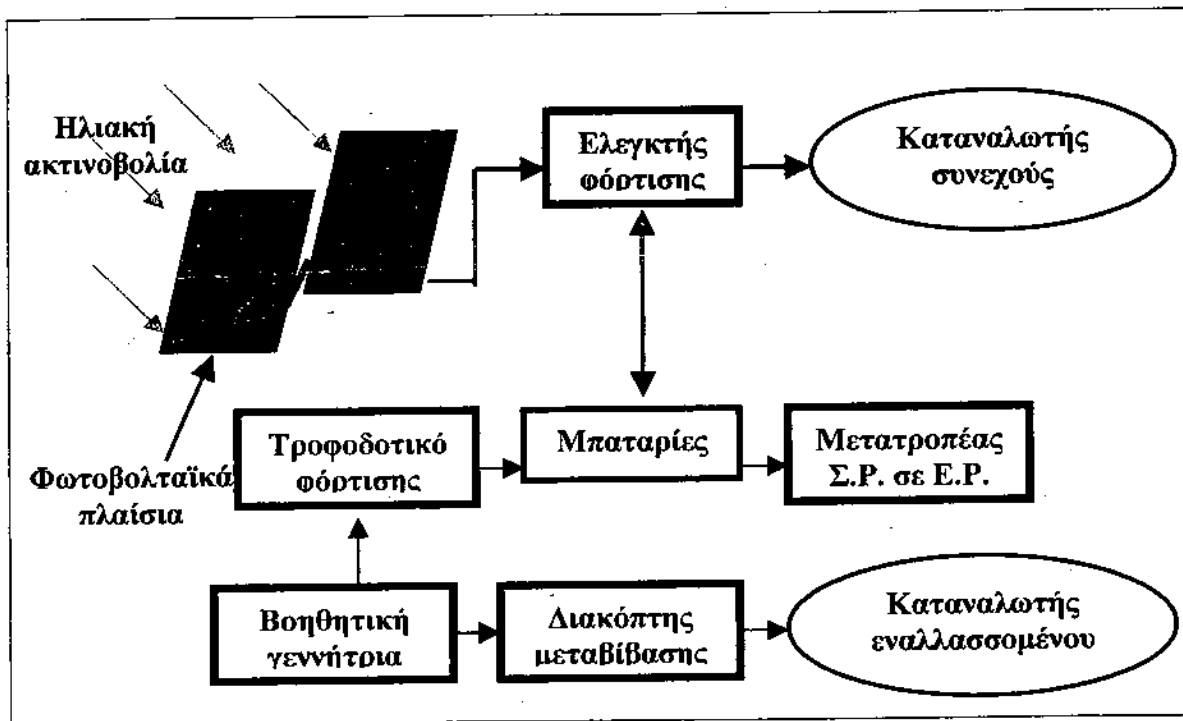 Ηλιακή
ακτινοβολία
Ελεγκτής
φόρτισης
Καταναλωτής
συνεχούς
Φωτοβολταϊκά
πλαίσια
Τροφοδοτικό
φόρτισης
Μπαταρίες
Μετατροπέας
Σ.Ρ. σε Ε.Ρ.
Βοηθητική
γεννήτρια
Διακόπτης
μεταβίβασης
Καταναλωτής
εναλλασσομένου